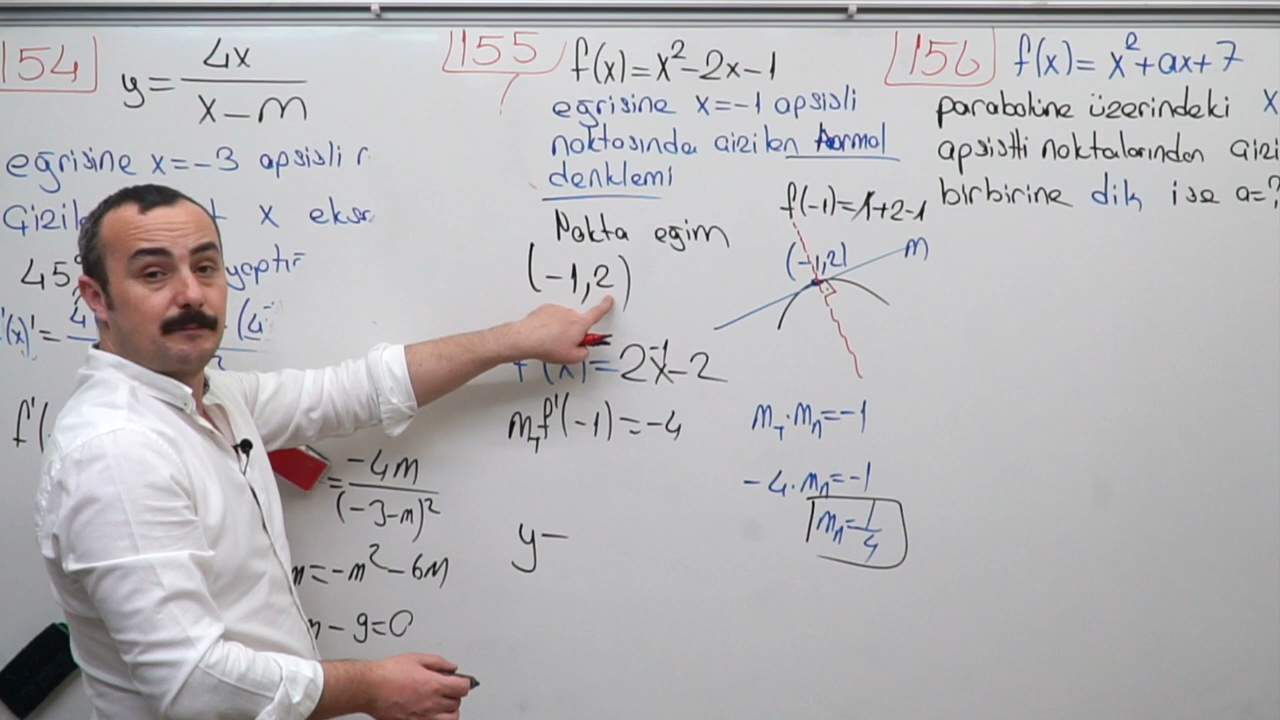 154
y = 4x / x - m
eğrisine x = -3 apsisli
x
45°
= -4m / (-3-m)²
= -m² - 6m
- 9 = 0
155
f(x) = x² - 2x - 1
eğrisine x = -1 apsisli
noktasında çizilen normal
denklemi
Nokta eğim
(-1,2)
f'(x) = 2x - 2
mT f'(-1) = -4
y -
f(-1) = 1+2-1
(-1,2)
m
mT · mn = -1
-4 · mn = -1
mn = 1/4
156
f(x) = x² + ax + 7
parabolüne üzerindeki x
apsisli noktalarından
birbirine dik ise a = ?